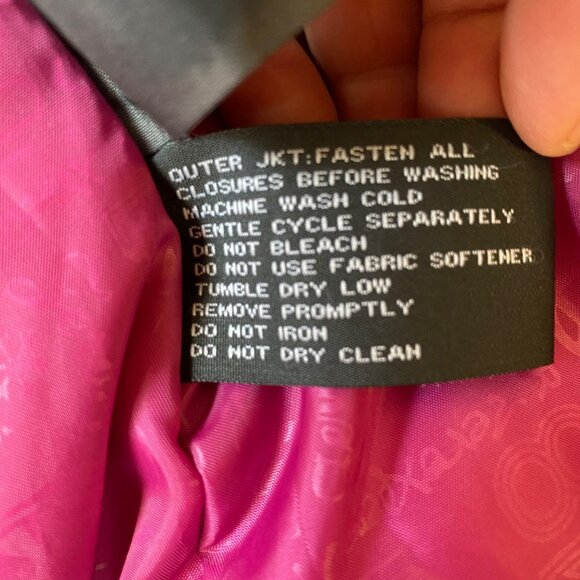 OUTER JKT:FASTEN ALL
CLOSURES BEFORE WASHING
MACHINE WASH COLD
GENTLE CYCLE SEPARATELY
DO NOT BLEACH
DO NOT USE FABRIC SOFTENER
TUMBLE DRY LOW
REMOVE PROMPTLY
DO NOT IRON
DO NOT DRY CLEAN